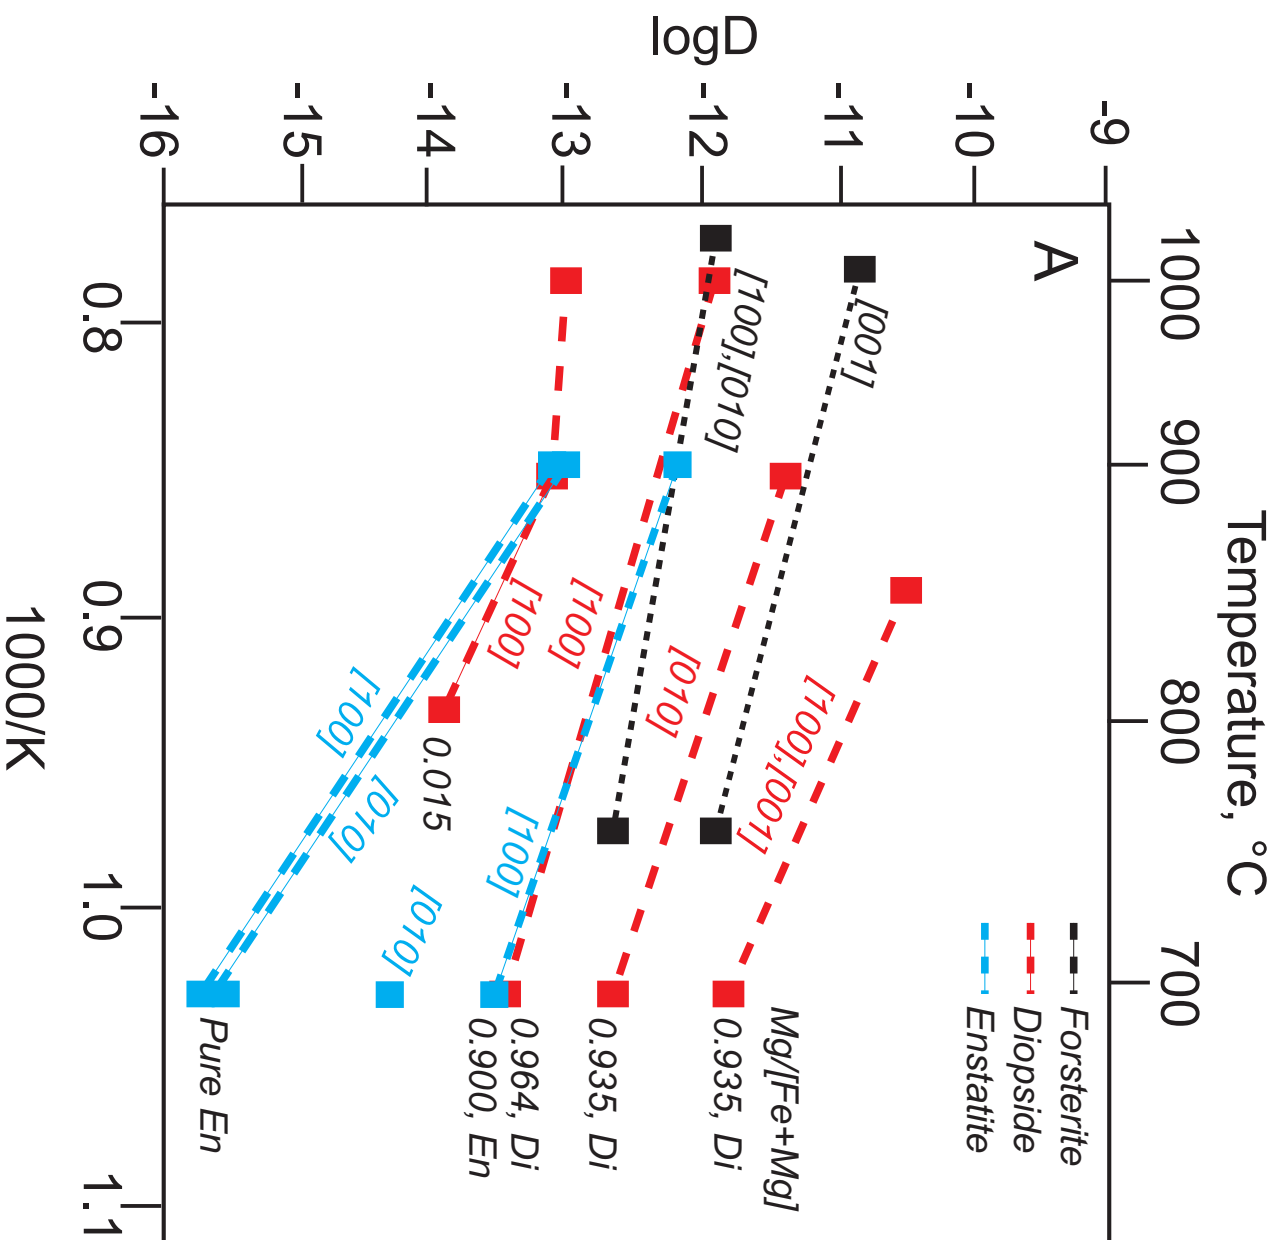 Temperature, °C
1000
900
800
700
A
logD
-9
-10
-11
-12
-13
-14
-15
-16
0.8
0.9
1.0
1.1
1000/K
Forsterite
Diopside
Enstatite
[001]
[100],[010]
[100],[001]
[010]
[100]
[100]
[100]
[010]
[100]
[010]
Mg/[Fe+Mg]
0.935, Di
0.935, Di
0.964, Di
0.900, En
0.015
Pure En